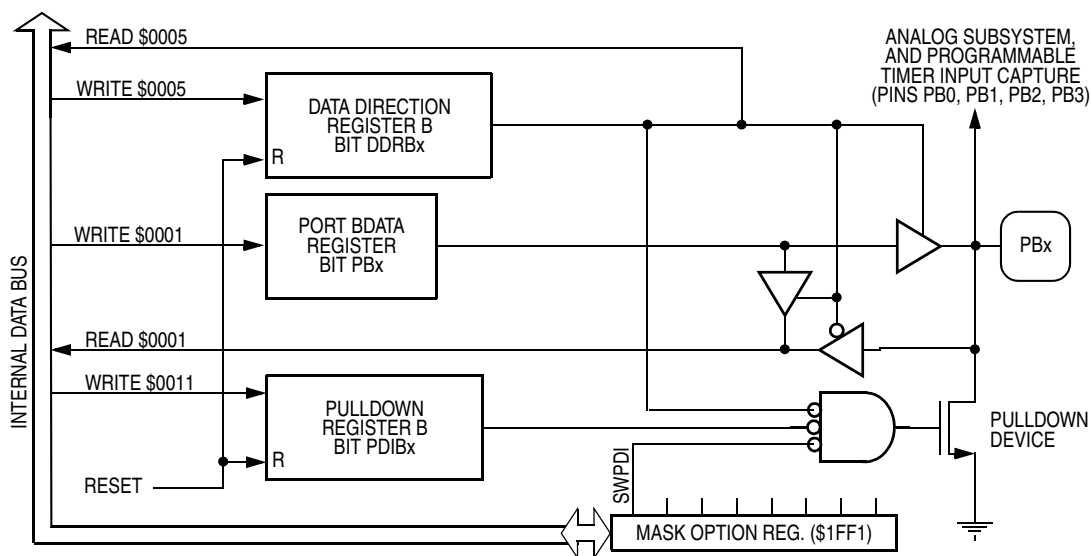 READ $0005
ANALOG SUBSYSTEM,
AND PROGRAMMABLE
TIMER INPUT CAPTURE
(PINS PB0, PB1, PB2, PB3)
WRITE $0005
DATA DIRECTION
REGISTER B
BIT DDRBx
R
WRITE $0001
PORT BDATA
REGISTER
BIT PBx
PBx
INTERNAL DATA BUS
READ $0001
WRITE $0011
PULLDOWN
REGISTER B
BIT PDIBx
R
PULLDOWN
DEVICE
RESET
SWPDI
MASK OPTION REG. ($1FF1)